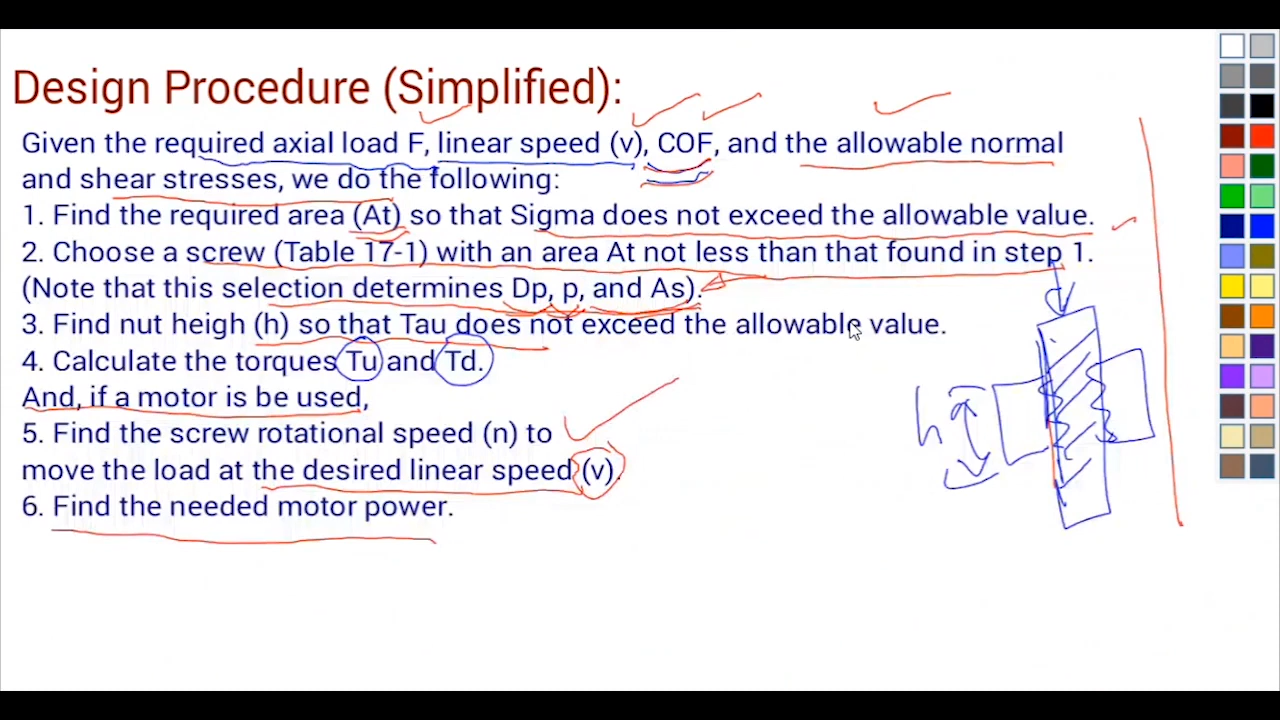 Design Procedure (Simplified):
Given the required axial load F, linear speed (v), COF, and the allowable normal
and shear stresses, we do the following:
1. Find the required area (At) so that Sigma does not exceed the allowable value.
2. Choose a screw (Table 17-1) with an area At not less than that found in step 1.
(Note that this selection determines Dp, p, and As).
3. Find nut heigh (h) so that Tau does not exceed the allowable value.
4. Calculate the torques Tu and Td.
And, if a motor is be used,
5. Find the screw rotational speed (n) to
move the load at the desired linear speed (v).
6. Find the needed motor power.
h